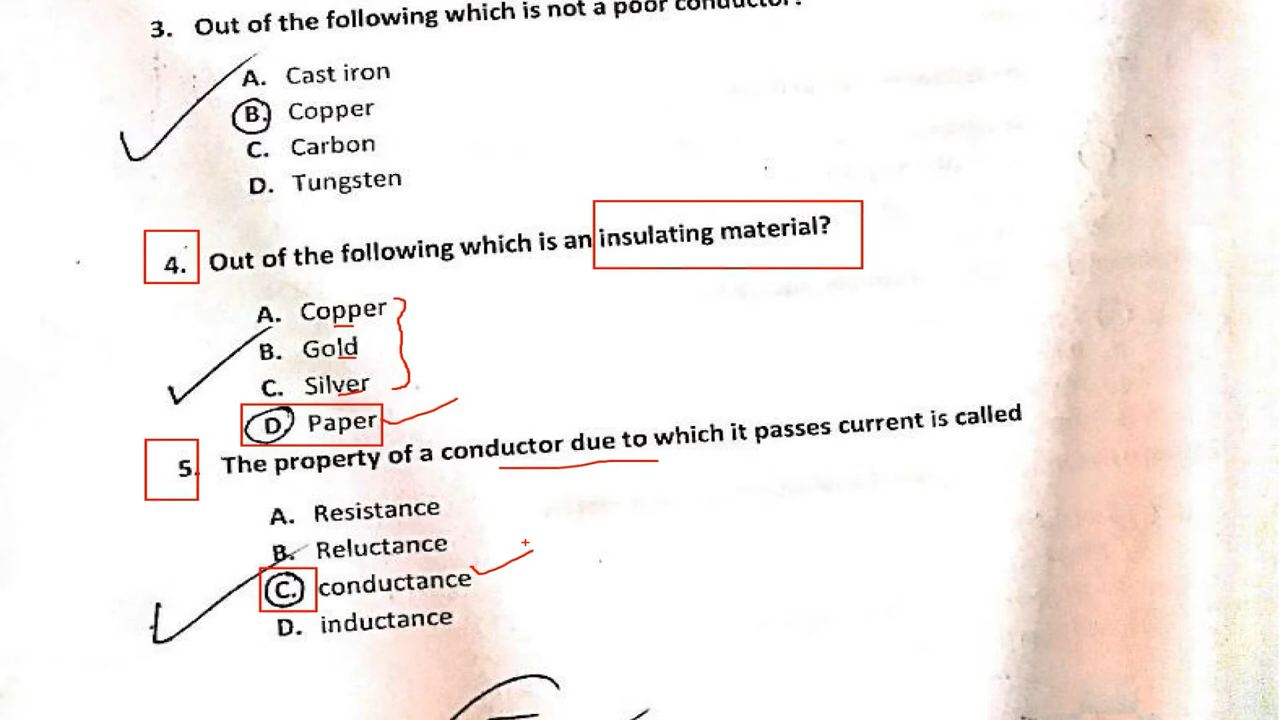 3. Out of the following which is not a poor conductor?
A. Cast iron
B. Copper
C. Carbon
D. Tungsten
4. Out of the following which is an insulating material?
A. Copper
B. Gold
C. Silver
D. Paper
5. The property of a conductor due to which it passes current is called
A. Resistance
B. Reluctance
C. conductance
D. inductance